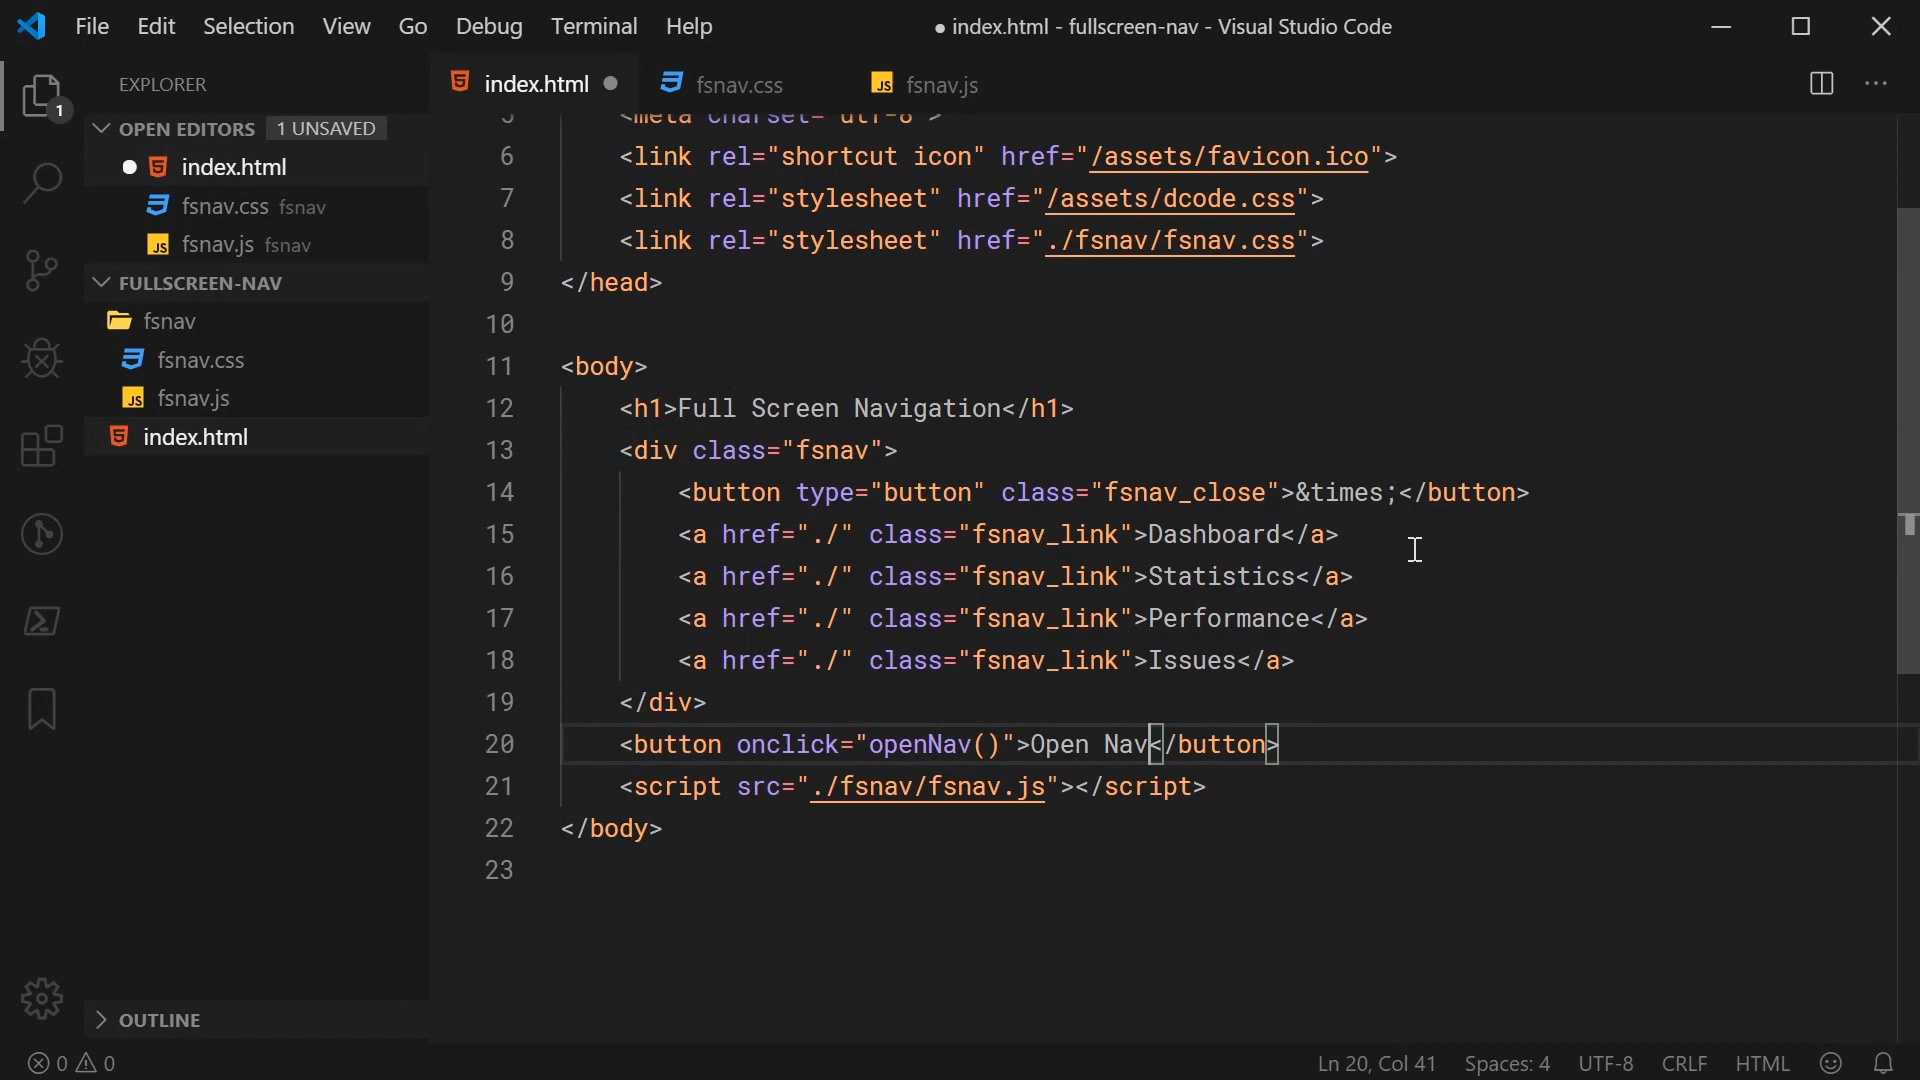 File Edit Selection View Go Debug Terminal Help
● index.html - fullscreen-nav - Visual Studio Code
EXPLORER
index.html
fsnav.css
fsnav.js
1
OPEN EDITORS 1 UNSAVED
index.html
fsnav.css fsnav
fsnav.js fsnav
FULLSCREEN-NAV
fsnav
fsnav.css
fsnav.js
index.html
OUTLINE
5 <meta charset="utf-8">
6 <link rel="shortcut icon" href="/assets/favicon.ico">
7 <link rel="stylesheet" href="/assets/dcode.css">
8 <link rel="stylesheet" href="./fsnav/fsnav.css">
9 </head>
10
11 <body>
12 <h1>Full Screen Navigation</h1>
13 <div class="fsnav">
14 <button type="button" class="fsnav_close">&times;</button>
15 <a href="./" class="fsnav_link">Dashboard</a>
16 <a href="./" class="fsnav_link">Statistics</a>
17 <a href="./" class="fsnav_link">Performance</a>
18 <a href="./" class="fsnav_link">Issues</a>
19 </div>
20 <button onclick="openNav()">Open Nav</button>
21 <script src="./fsnav/fsnav.js"></script>
22 </body>
23
0 0
Ln 20, Col 41 Spaces: 4 UTF-8 CRLF HTML